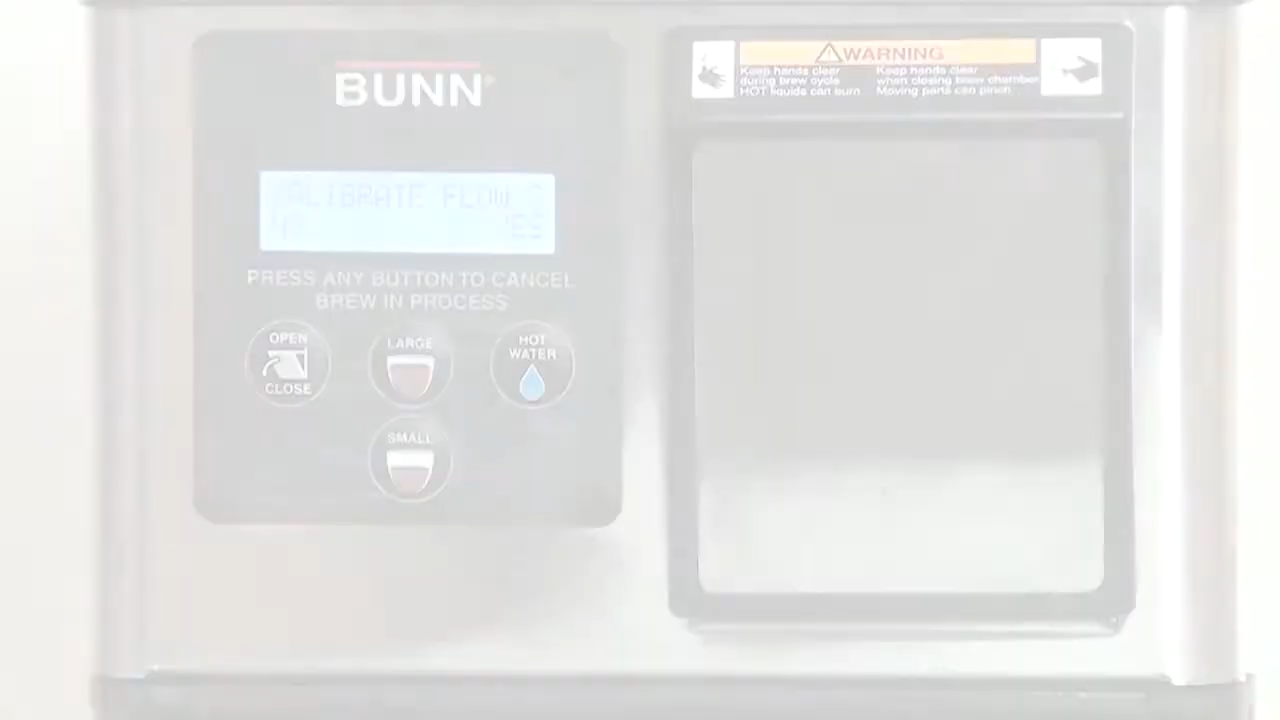 BUNN
CALIBRATE FLOW ?
NO YES
PRESS ANY BUTTON TO CANCEL
BREW IN PROCESS
OPEN
CLOSE
LARGE
HOT
WATER
SMALL
⚠WARNING
Keep hands clear
during brew cycle
HOT liquids can burn
Keep hands clear
when closing brew chamber
Moving parts can pinch